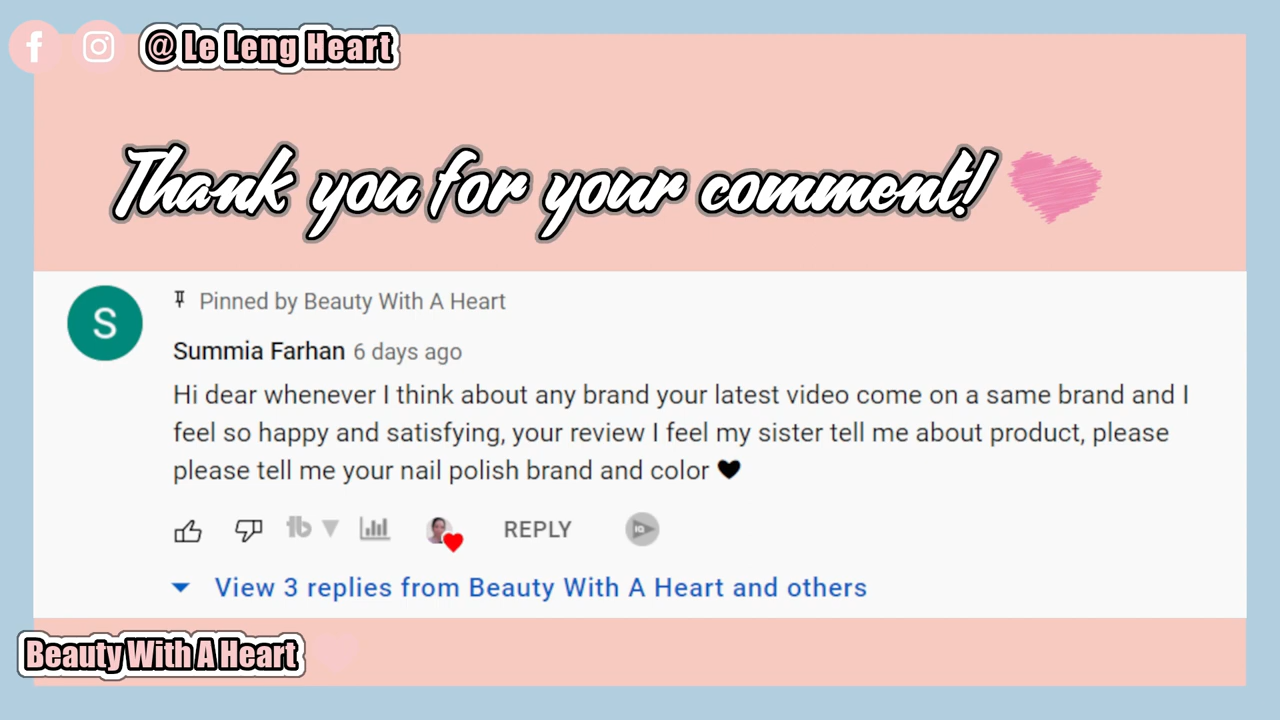 @ Le Leng Heart
Thank you for your comment!
S
Pinned by Beauty With A Heart
Summia Farhan 6 days ago
Hi dear whenever I think about any brand your latest video come on a same brand and I
feel so happy and satisfying, your review I feel my sister tell me about product, please
please tell me your nail polish brand and color 🖤
REPLY
View 3 replies from Beauty With A Heart and others
Beauty With A Heart